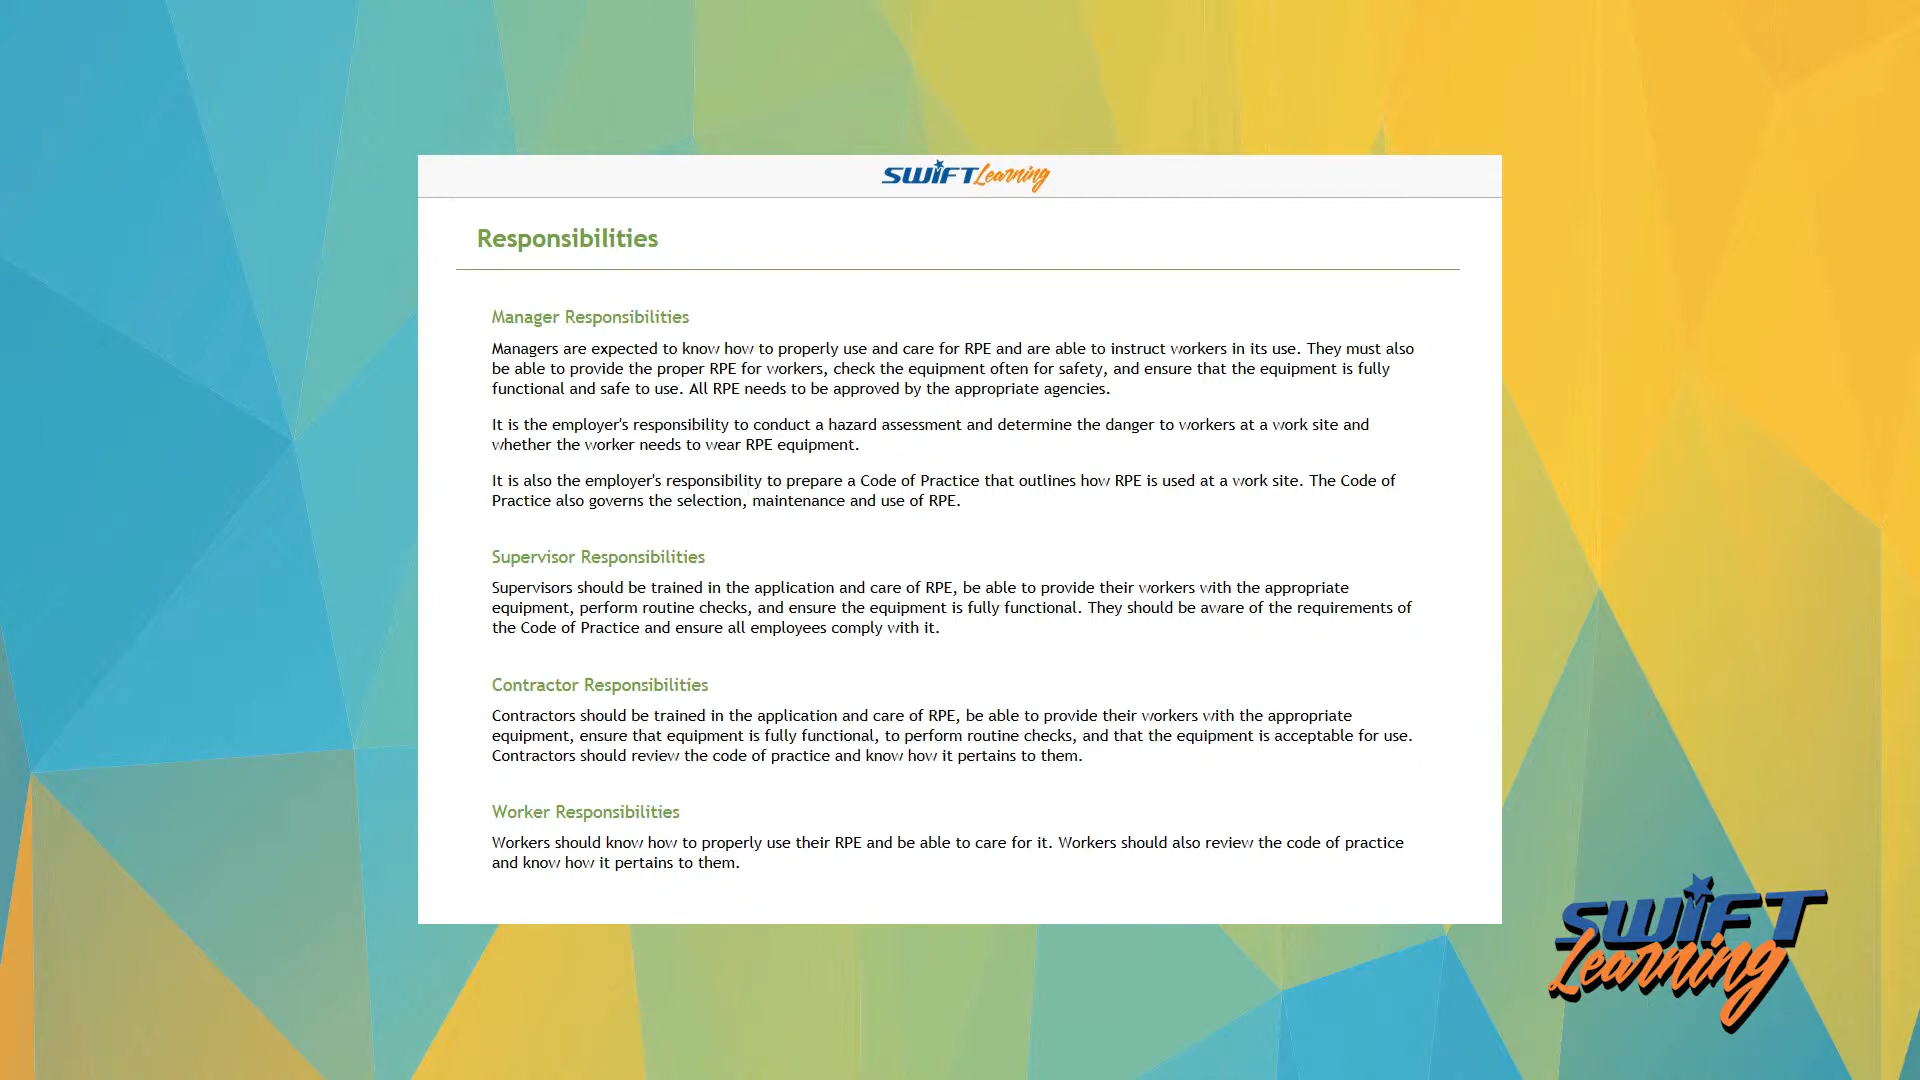 SWIFT Learning
Responsibilities
Manager Responsibilities
Managers are expected to know how to properly use and care for RPE and are able to instruct workers in its use. They must also
be able to provide the proper RPE for workers, check the equipment often for safety, and ensure that the equipment is fully
functional and safe to use. All RPE needs to be approved by the appropriate agencies.
It is the employer's responsibility to conduct a hazard assessment and determine the danger to workers at a work site and
whether the worker needs to wear RPE equipment.
It is also the employer's responsibility to prepare a Code of Practice that outlines how RPE is used at a work site. The Code of
Practice also governs the selection, maintenance and use of RPE.
Supervisor Responsibilities
Supervisors should be trained in the application and care of RPE, be able to provide their workers with the appropriate
equipment, perform routine checks, and ensure the equipment is fully functional. They should be aware of the requirements of
the Code of Practice and ensure all employees comply with it.
Contractor Responsibilities
Contractors should be trained in the application and care of RPE, be able to provide their workers with the appropriate
equipment, ensure that equipment is fully functional, to perform routine checks, and that the equipment is acceptable for use.
Contractors should review the code of practice and know how it pertains to them.
Worker Responsibilities
Workers should know how to properly use their RPE and be able to care for it. Workers should also review the code of practice
and know how it pertains to them.
SWIFT
Learning